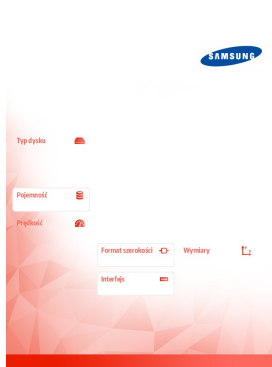 SAMSUNG
Typ dysku
Pojemność
Prędkość
Format szerokości
Wymiary
Interfejs